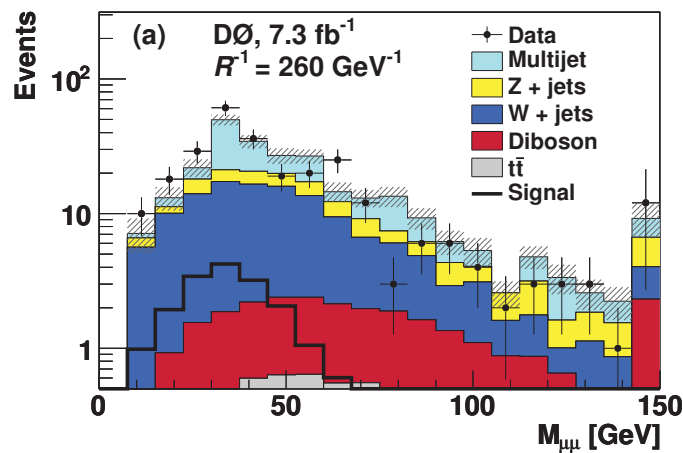 (a) DØ, 7.3 fb⁻¹
R⁻¹ = 260 GeV⁻¹
Data
Multijet
Z + jets
W + jets
Diboson
tt̄
Signal
Events
10²
10
1
0 50 100 150
M_μμ [GeV]